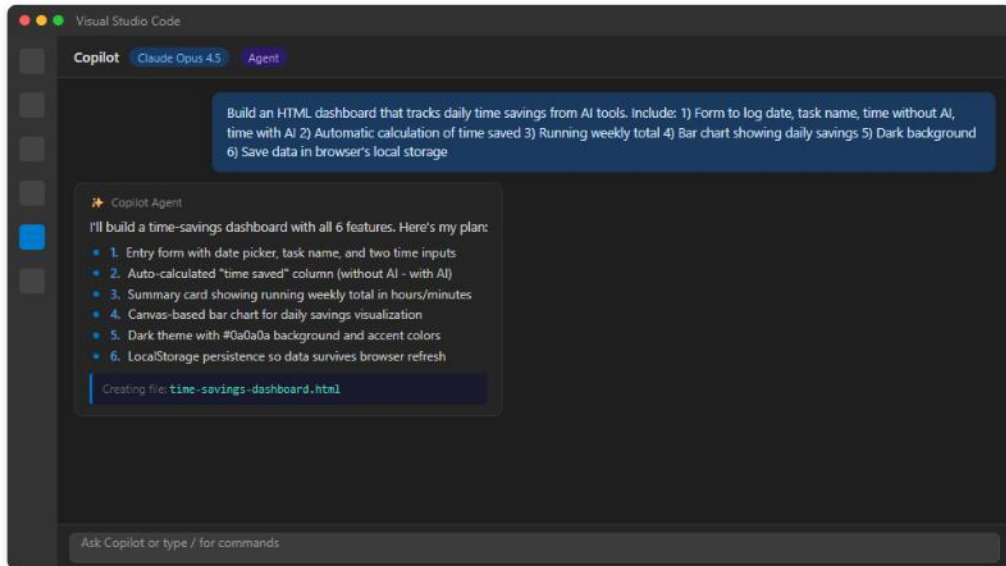 Visual Studio Code
Copilot Claude Opus 4.5 Agent
Build an HTML dashboard that tracks daily time savings from AI tools. Include: 1) Form to log date, task name, time without AI,
time with AI 2) Automatic calculation of time saved 3) Running weekly total 4) Bar chart showing daily savings 5) Dark background
6) Save data in browser's local storage
✨ Copilot Agent
I'll build a time-savings dashboard with all 6 features. Here's my plan:
• 1. Entry form with date picker, task name, and two time inputs
• 2. Auto-calculated "time saved" column (without AI - with AI)
• 3. Summary card showing running weekly total in hours/minutes
• 4. Canvas-based bar chart for daily savings visualization
• 5. Dark theme with #0a0a0a background and accent colors
• 6. LocalStorage persistence so data survives browser refresh
Creating file: time-savings-dashboard.html
Ask Copilot or type / for commands